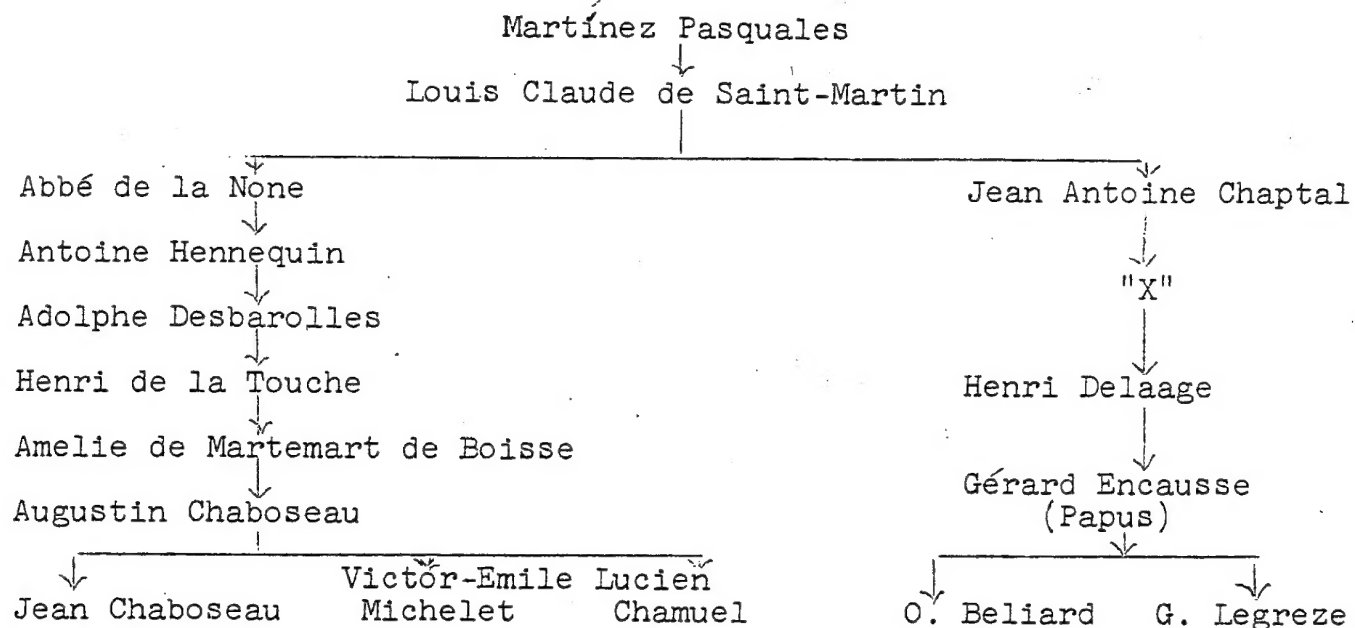 Martínez Pasquales
Louis Claude de Saint-Martin
Abbé de la None
Jean Antoine Chaptal
Antoine Hennequin
"X"
Adolphe Desbarolles
Henri de la Touche
Henri Delaage
Amelie de Martemart de Boisse
Gérard Encausse
(Papus)
Augustin Chaboseau
Victor-Emile Lucien
Jean Chaboseau Michelet Chamuel O. Beliard G. Legreze